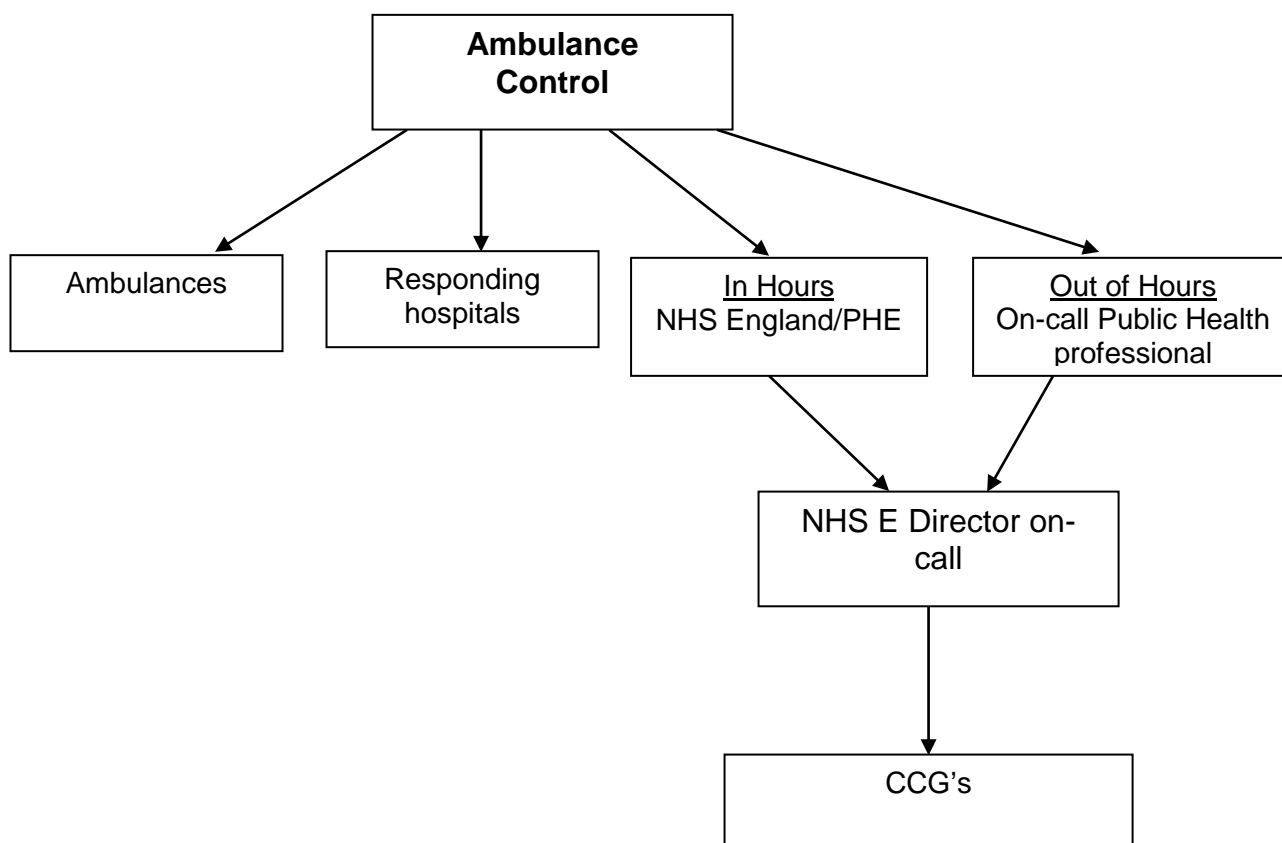 Ambulance
Control
Ambulances
Responding
hospitals
In Hours
NHS England/PHE
Out of Hours
On-call Public Health
professional
NHS E Director on-
call
CCG’s